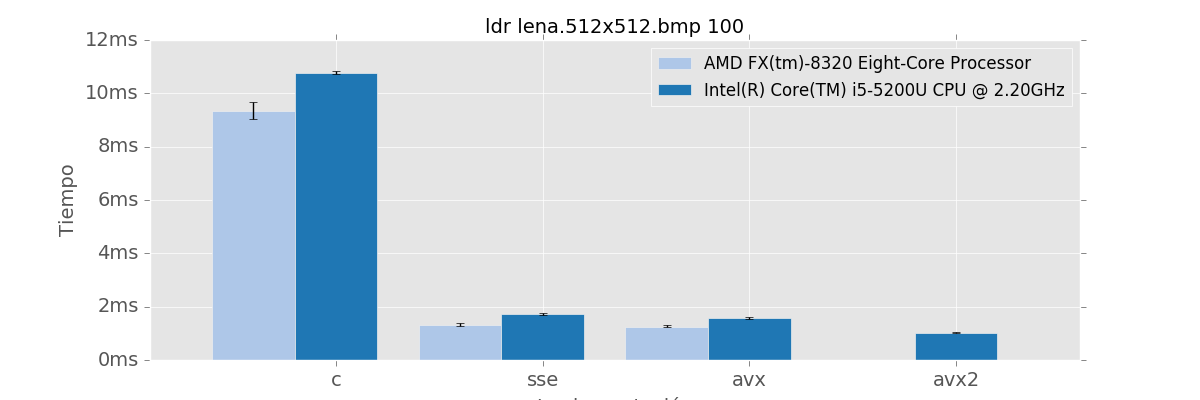 ldr lena.512x512.bmp 100
12ms
10ms
8ms
6ms
4ms
2ms
0ms
Tiempo
AMD FX(tm)-8320 Eight-Core Processor
Intel(R) Core(TM) i5-5200U CPU @ 2.20GHz
c sse avx avx2